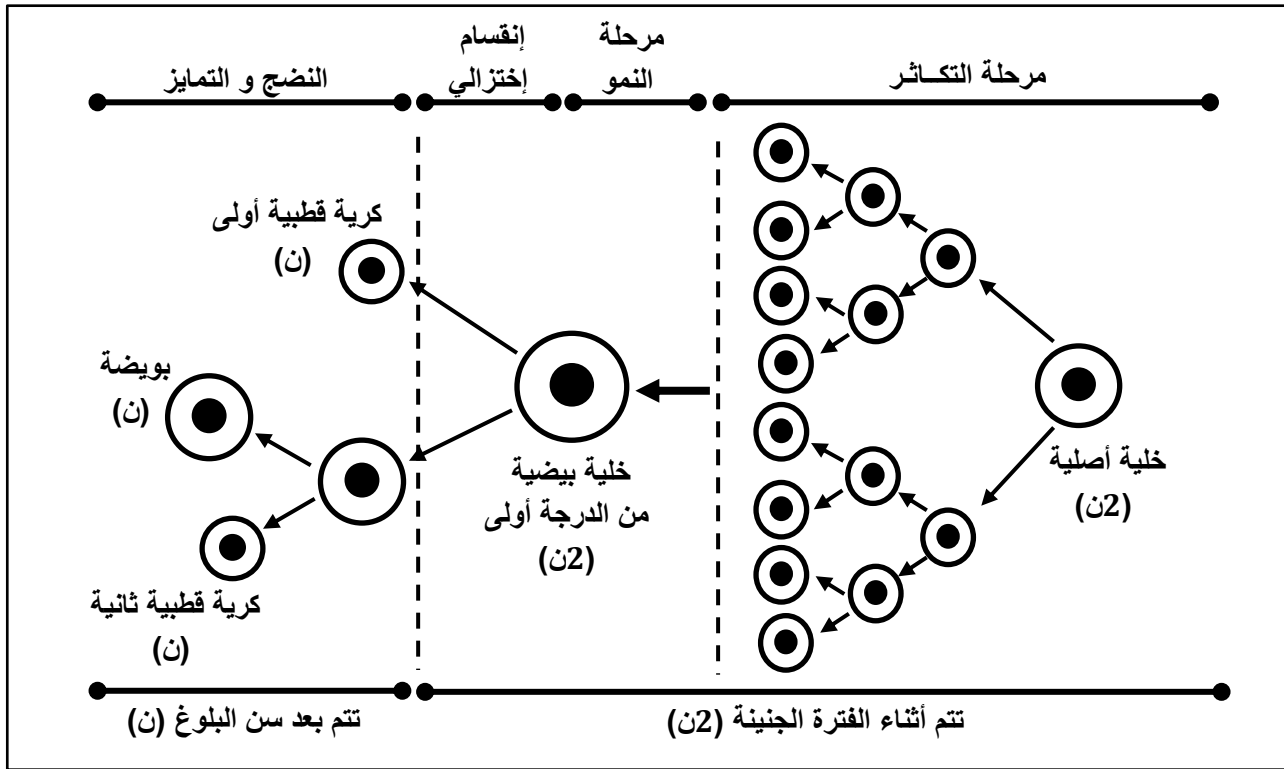 مرحلة التكــاثـر
مرحلة
النمو
إنقسام
إختزالي
النضج و التمايز
خلية أصلية
(2ن)
خلية بيضية
من الدرجة أولى
(2ن)
كرية قطبية أولى
(ن)
بويضة
(ن)
كرية قطبية ثانية
(ن)
تتم أثناء الفترة الجنينة (2ن)
تتم بعد سن البلوغ (ن)